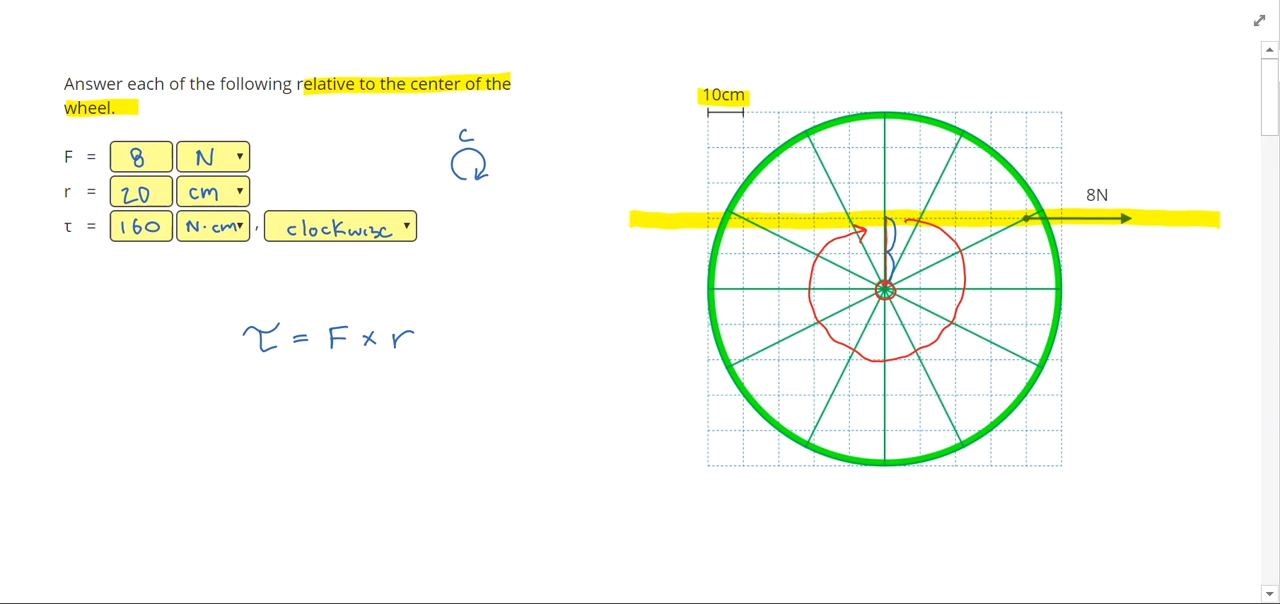 Answer each of the following relative to the center of the
wheel.
F = 8 N
r = 20 cm
τ = 160 N·cm, clockwise
τ = F × r
C
10cm
8N